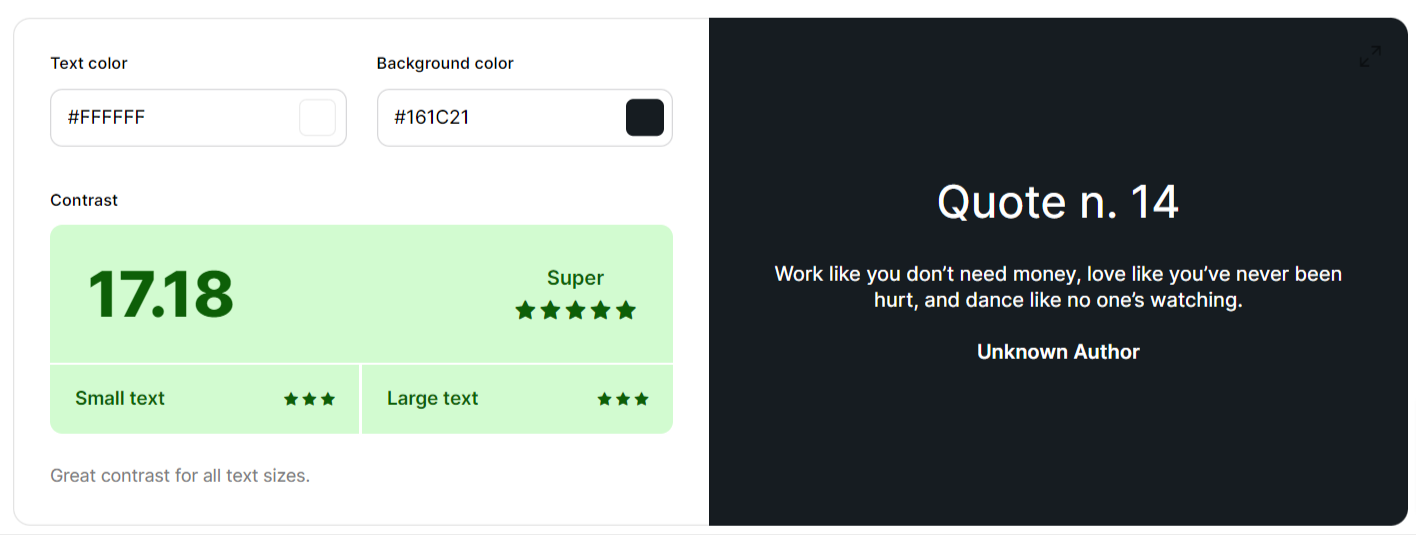 Text color
#FFFFFF
Background color
#161C21
Contrast
17.18
Super
Small text
Large text
Great contrast for all text sizes.
Quote n. 14
Work like you don’t need money, love like you’ve never been
hurt, and dance like no one’s watching.
Unknown Author